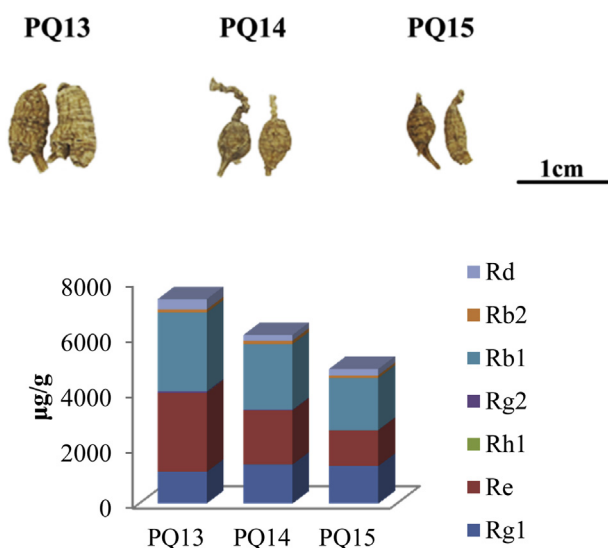 PQ13 PQ14 PQ15
1cm
8000
6000
4000
2000
0
µg/g
PQ13 PQ14 PQ15
Rd
Rb2
Rb1
Rg2
Rh1
Re
Rg1